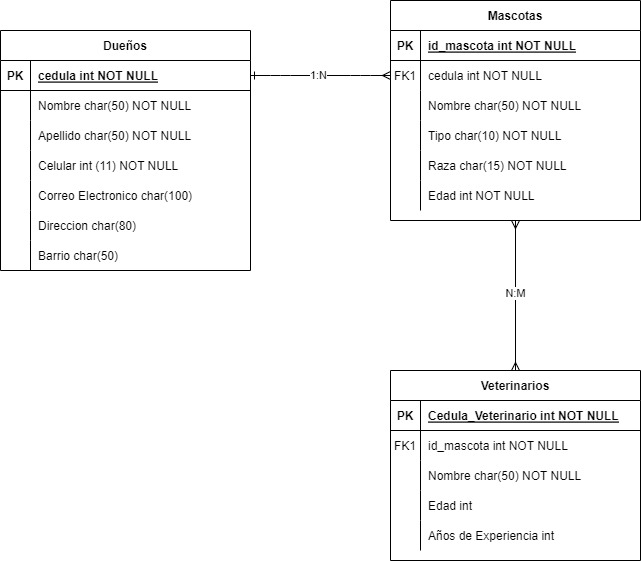 Dueños
PK cedula int NOT NULL
Nombre char(50) NOT NULL
Apellido char(50) NOT NULL
Celular int (11) NOT NULL
Correo Electronico char(100)
Direccion char(80)
Barrio char(50)
1:N
Mascotas
PK id_mascota int NOT NULL
FK1 cedula int NOT NULL
Nombre char(50) NOT NULL
Tipo char(10) NOT NULL
Raza char(15) NOT NULL
Edad int NOT NULL
N:M
Veterinarios
PK Cedula_Veterinario int NOT NULL
FK1 id_mascota int NOT NULL
Nombre char(50) NOT NULL
Edad int
Años de Experiencia int